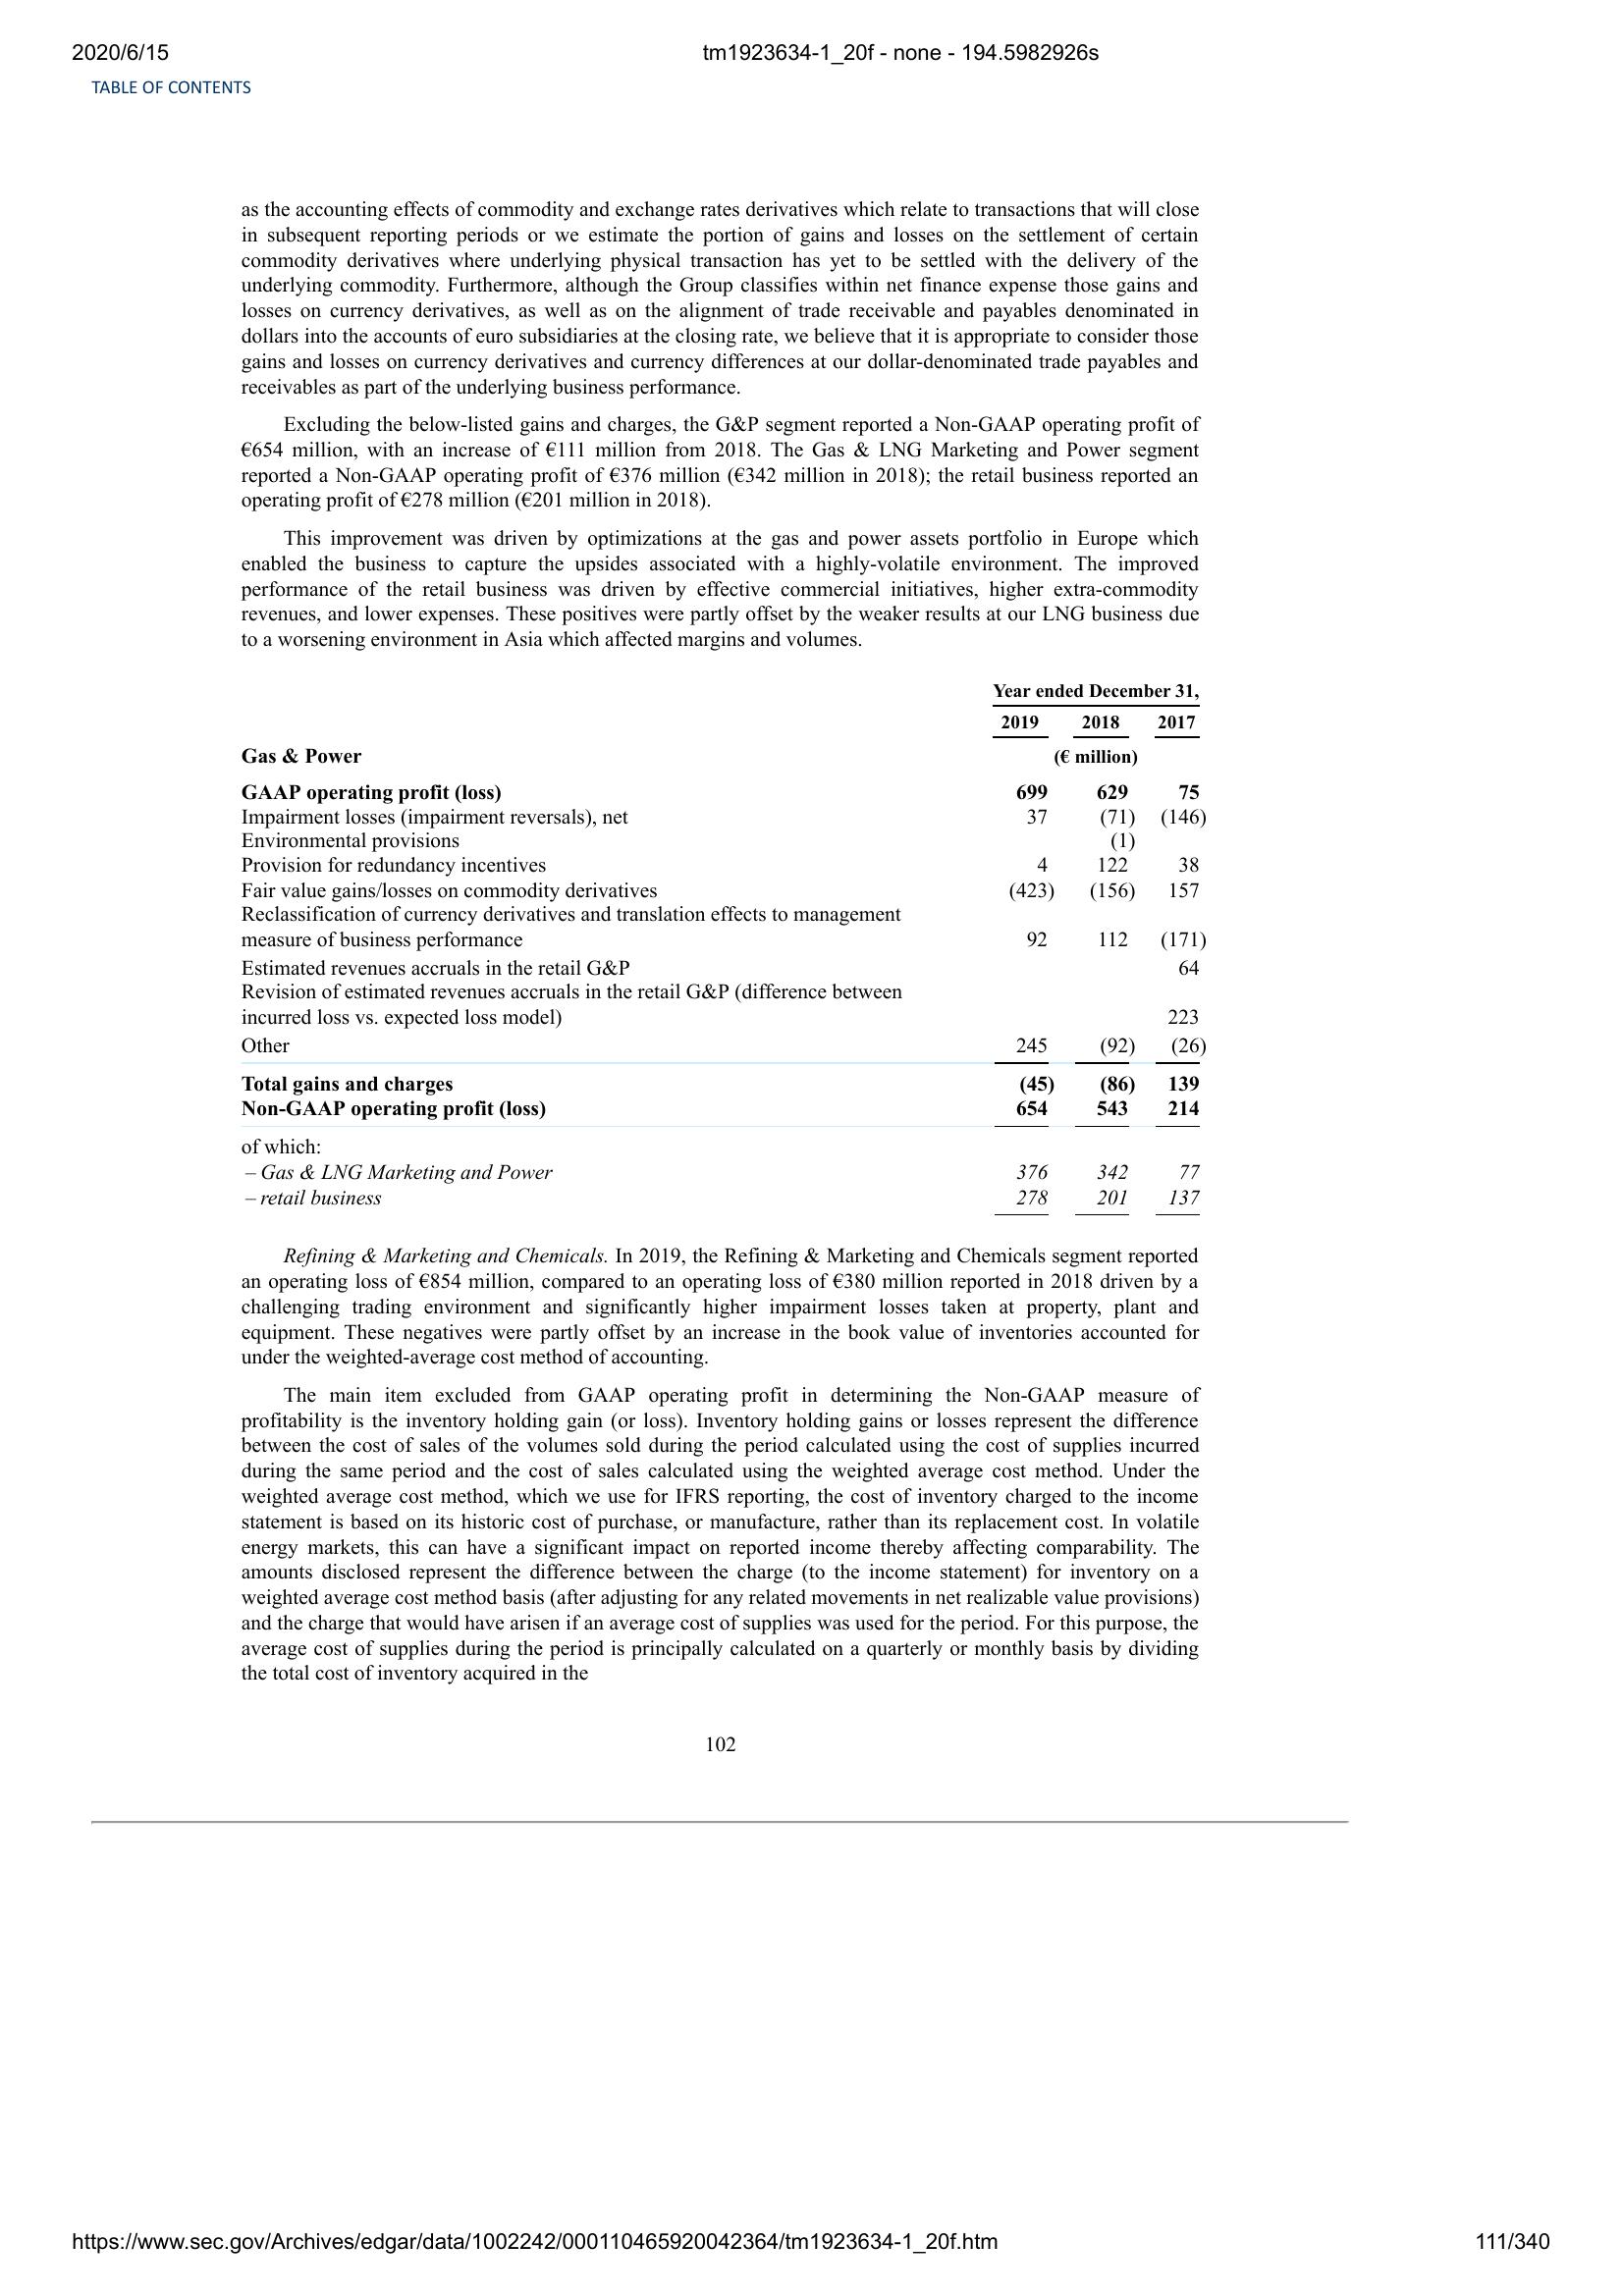 2020/6/15 tm1923634-1_20f - none - 194.5982926s
TABLE OF CONTENTS
as the accounting effects of commodity and exchange rates derivatives which relate to transactions that will close
in subsequent reporting periods or we estimate the portion of gains and losses on the settlement of certain
commodity derivatives where underlying physical transaction has yet to be settled with the delivery of the
underlying commodity. Furthermore, although the Group classifies within net finance expense those gains and
losses on currency derivatives, as well as on the alignment of trade receivable and payables denominated in
dollars into the accounts of euro subsidiaries at the closing rate, we believe that it is appropriate to consider those
gains and losses on currency derivatives and currency differences at our dollar-denominated trade payables and
receivables as part of the underlying business performance.
Excluding the below-listed gains and charges, the G&P segment reported a Non-GAAP operating profit of
€654 million, with an increase of €111 million from 2018. The Gas & LNG Marketing and Power segment
reported a Non-GAAP operating profit of €376 million (€342 million in 2018); the retail business reported an
operating profit of €278 million (€201 million in 2018).
This improvement was driven by optimizations at the gas and power assets portfolio in Europe which
enabled the business to capture the upsides associated with a highly-volatile environment. The improved
performance of the retail business was driven by effective commercial initiatives, higher extra-commodity
revenues, and lower expenses. These positives were partly offset by the weaker results at our LNG business due
to a worsening environment in Asia which affected margins and volumes.
Year ended December 31,
2019 2018 2017
Gas & Power (€ million)
GAAP operating profit (loss) 699 629 75
Impairment losses (impairment reversals), net 37 (71) (146)
Environmental provisions (1)
Provision for redundancy incentives 4 122 38
Fair value gains/losses on commodity derivatives (423) (156) 157
Reclassification of currency derivatives and translation effects to management
measure of business performance 92 112 (171)
Estimated revenues accruals in the retail G&P 64
Revision of estimated revenues accruals in the retail G&P (difference between
incurred loss vs. expected loss model) 223
Other 245 (92) (26)
Total gains and charges (45) (86) 139
Non-GAAP operating profit (loss) 654 543 214
of which:
– Gas & LNG Marketing and Power 376 342 77
– retail business 278 201 137
Refining & Marketing and Chemicals. In 2019, the Refining & Marketing and Chemicals segment reported
an operating loss of €854 million, compared to an operating loss of €380 million reported in 2018 driven by a
challenging trading environment and significantly higher impairment losses taken at property, plant and
equipment. These negatives were partly offset by an increase in the book value of inventories accounted for
under the weighted-average cost method of accounting.
The main item excluded from GAAP operating profit in determining the Non-GAAP measure of
profitability is the inventory holding gain (or loss). Inventory holding gains or losses represent the difference
between the cost of sales of the volumes sold during the period calculated using the cost of supplies incurred
during the same period and the cost of sales calculated using the weighted average cost method. Under the
weighted average cost method, which we use for IFRS reporting, the cost of inventory charged to the income
statement is based on its historic cost of purchase, or manufacture, rather than its replacement cost. In volatile
energy markets, this can have a significant impact on reported income thereby affecting comparability. The
amounts disclosed represent the difference between the charge (to the income statement) for inventory on a
weighted average cost method basis (after adjusting for any related movements in net realizable value provisions)
and the charge that would have arisen if an average cost of supplies was used for the period. For this purpose, the
average cost of supplies during the period is principally calculated on a quarterly or monthly basis by dividing
the total cost of inventory acquired in the
102
https://www.sec.gov/Archives/edgar/data/1002242/000110465920042364/tm1923634-1_20f.htm 111/340